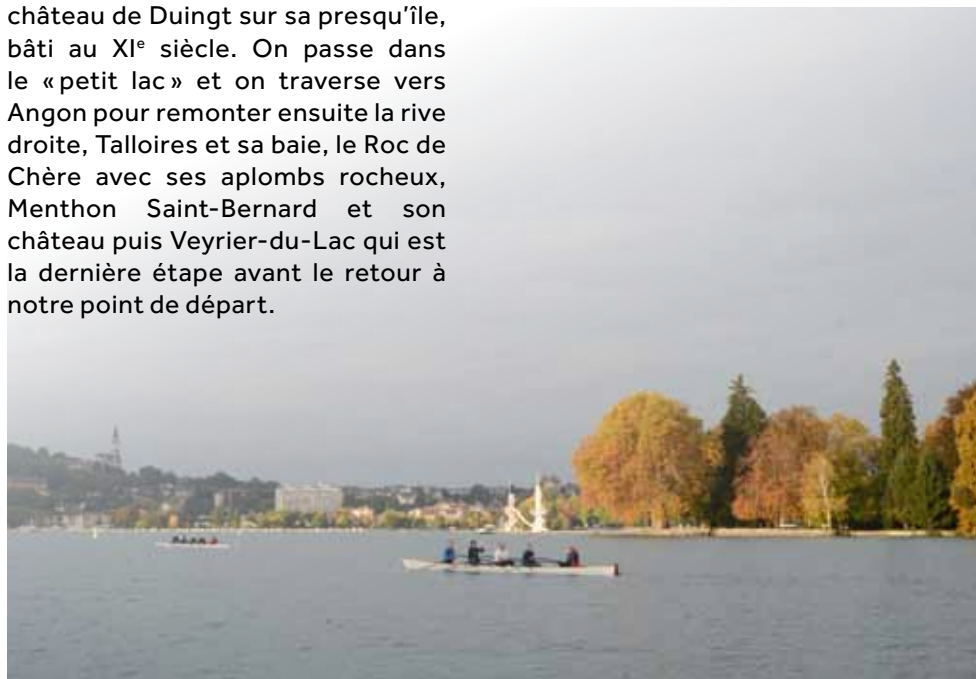 château de Duingt sur sa presqu’île,
bâti au XIᵉ siècle. On passe dans
le « petit lac » et on traverse vers
Angon pour remonter ensuite la rive
droite, Talloires et sa baie, le Roc de
Chère avec ses aplombs rocheux,
Menthon Saint-Bernard et son
château puis Veyrier-du-Lac qui est
la dernière étape avant le retour à
notre point de départ.